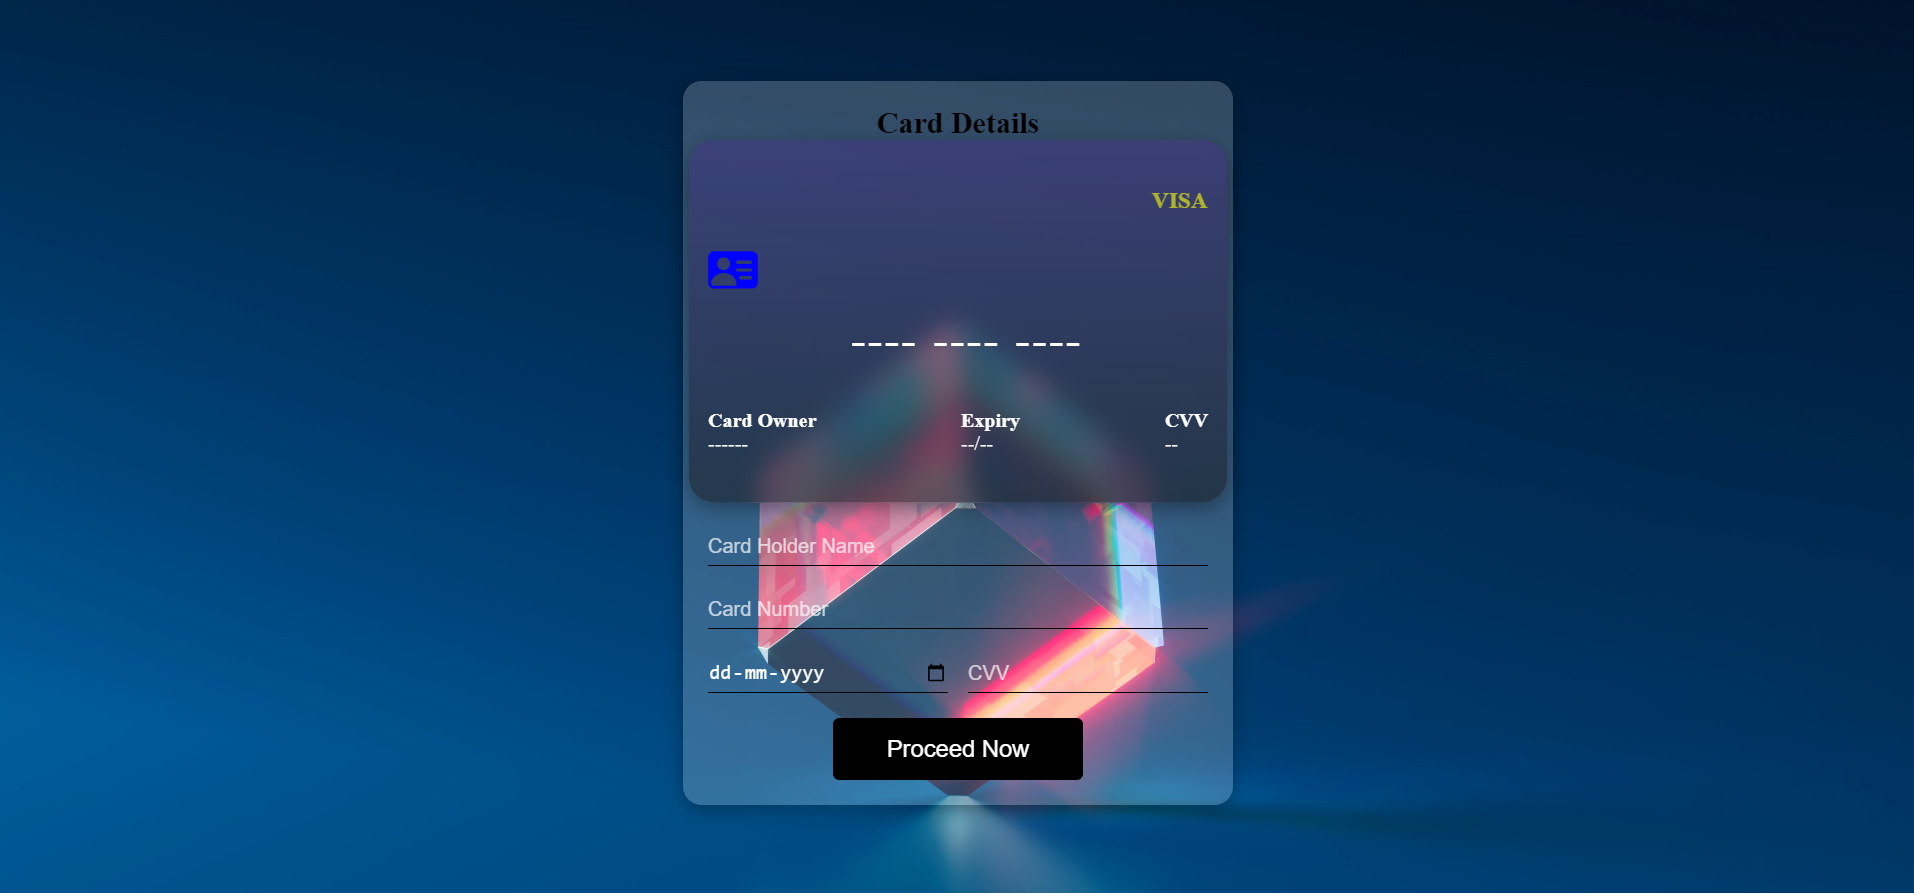 Card Details
VISA
---- ---- ----
Card Owner Expiry CVV
------ --/-- --
Card Holder Name
Card Number
dd-mm-yyyy CVV
Proceed Now